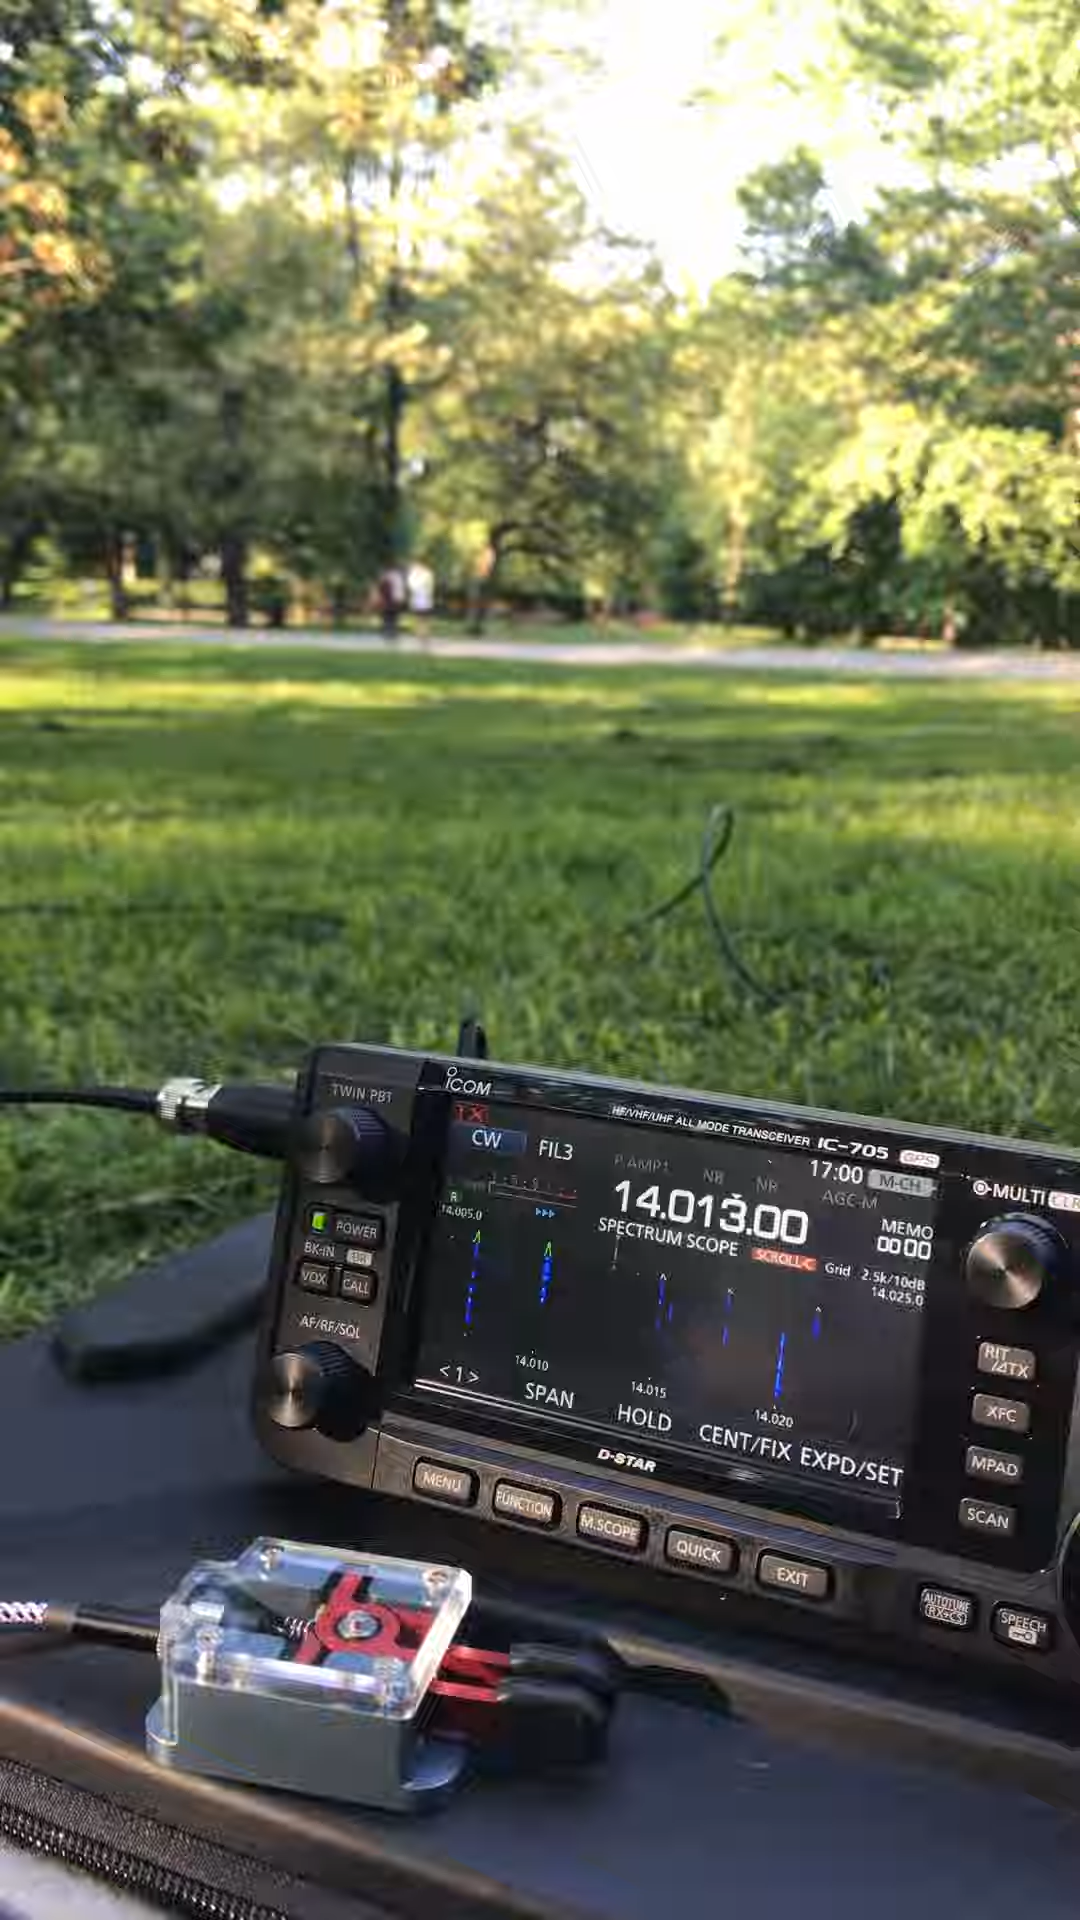 TWIN PBT
ICOM
HF/VHF/UHF ALL MODE TRANSCEIVER IC-705 GPS
TX
CW FIL3
P.AMP1 NB NR
17:00 M-CH
AGC-M
MULTI
14.013.00
MEMO
0000
R
14.005.0
SPECTRUM SCOPE SCROLL-C Grid 2.5k/10dB
14.025.0
POWER
BK-IN
VOX CALL
AF/RF/SQL
14.010
14.015
14.020
<1> SPAN HOLD CENT/FIX EXPD/SET
D-STAR
RIT
/ΔTX
XFC
MPAD
SCAN
MENU FUNCTION M.SCOPE QUICK EXIT
AUTOTUNE
RX→CS
SPEECH